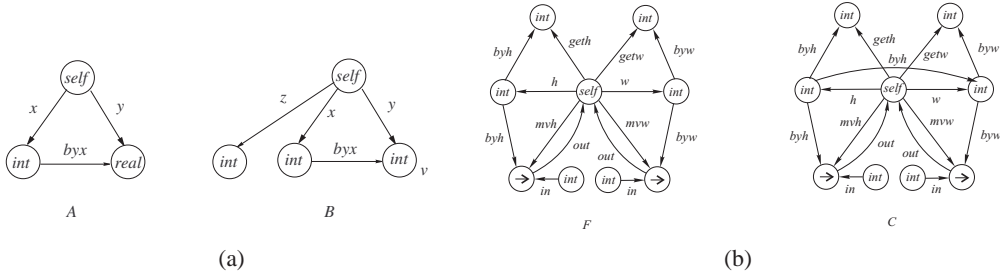 self
x
y
byx
int
real
A
self
z
x
y
int
int
byx
int
v
B
(a)
int
int
byh
geth
getw
byw
int
h
self
w
int
byh
mvh
out
mvw
out
byw
→
int
int
→
in
in
F
int
int
byh
geth
getw
byw
byh
int
h
self
w
int
byh
mvh
out
mvw
out
byw
→
int
int
→
in
in
C
(b)